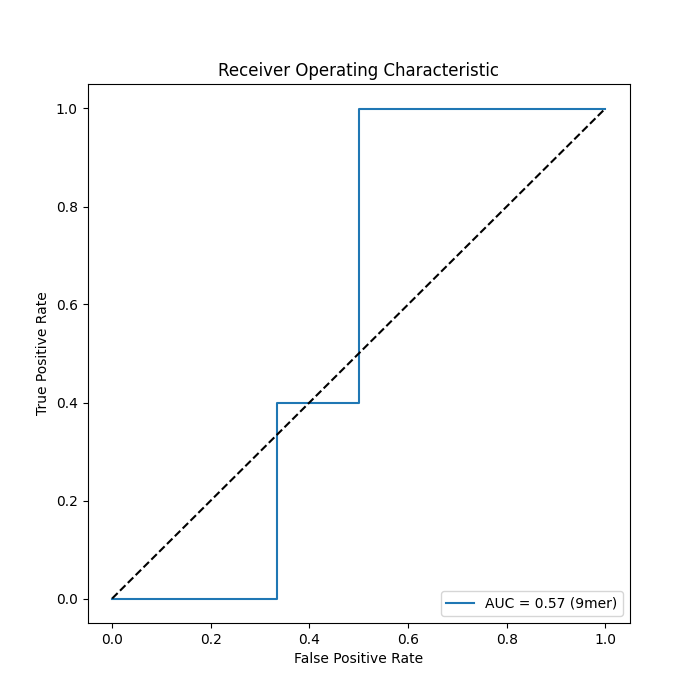 Receiver Operating Characteristic
1.0
0.8
0.6
0.4
0.2
0.0
True Positive Rate
0.0 0.2 0.4 0.6 0.8 1.0
False Positive Rate
AUC = 0.57 (9mer)